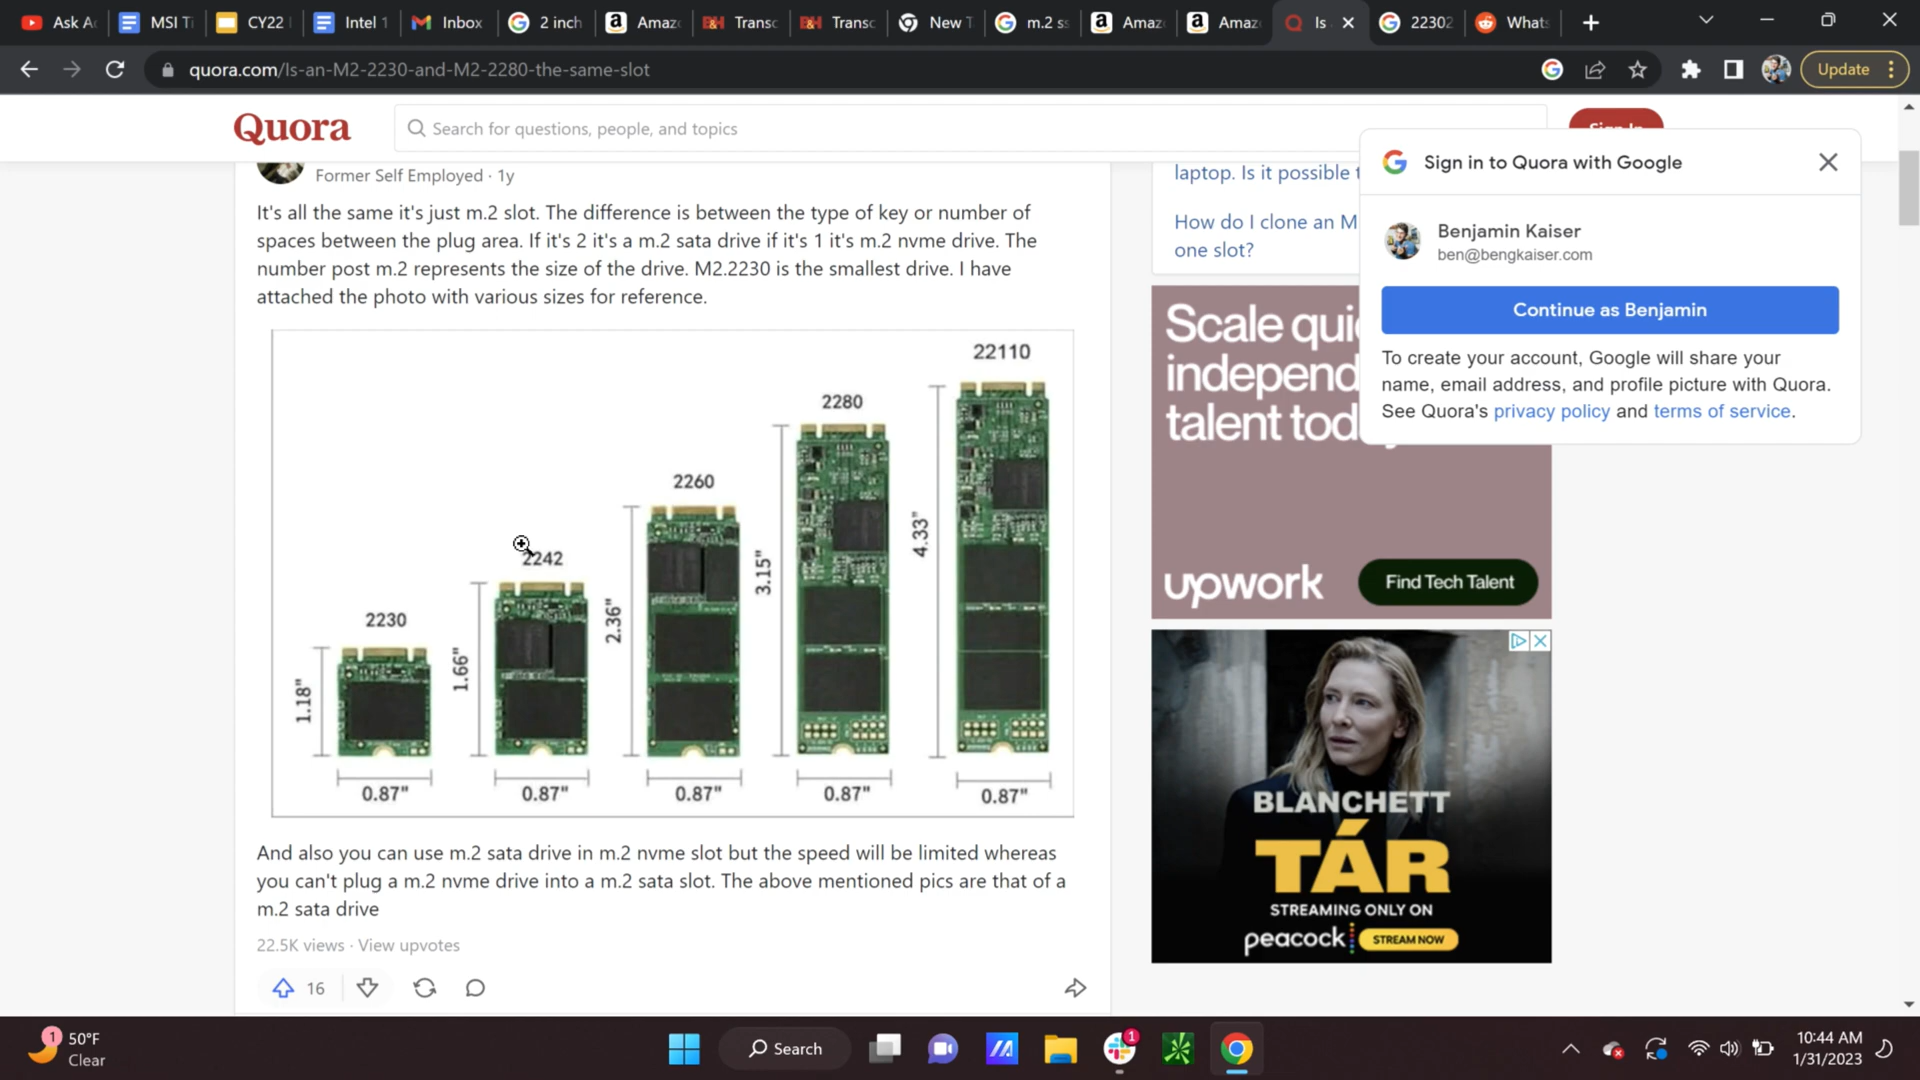 Ask A
MSI Ti
CY22
Intel 1
Inbox
2 inch
Amaz
Transc
Transc
New T
m.2 ss
Amaz
Amaz
Is
22302
Whats
quora.com/Is-an-M2-2230-and-M2-2280-the-same-slot
Update
Quora
Search for questions, people, and topics
Former Self Employed · 1y
It's all the same it's just m.2 slot. The difference is between the type of key or number of
spaces between the plug area. If it's 2 it's a m.2 sata drive if it's 1 it's m.2 nvme drive. The
number post m.2 represents the size of the drive. M2.2230 is the smallest drive. I have
attached the photo with various sizes for reference.
22110
2280
2260
2242
2230
4.33"
3.15"
2.36"
1.66"
1.18"
0.87"
0.87"
0.87"
0.87"
0.87"
And also you can use m.2 sata drive in m.2 nvme slot but the speed will be limited whereas
you can't plug a m.2 nvme drive into a m.2 sata slot. The above mentioned pics are that of a
m.2 sata drive
22.5K views · View upvotes
16
laptop. Is it possible
How do I clone an M
one slot?
Scale quic
independ
talent tod
upwork
Find Tech Talent
Sign in to Quora with Google
Benjamin Kaiser
ben@bengkaiser.com
Continue as Benjamin
To create your account, Google will share your
name, email address, and profile picture with Quora.
See Quora's privacy policy and terms of service.
BLANCHETT
TÁR
STREAMING ONLY ON
peacock
STREAM NOW
1
50°F
Clear
Search
1
10:44 AM
1/31/2023